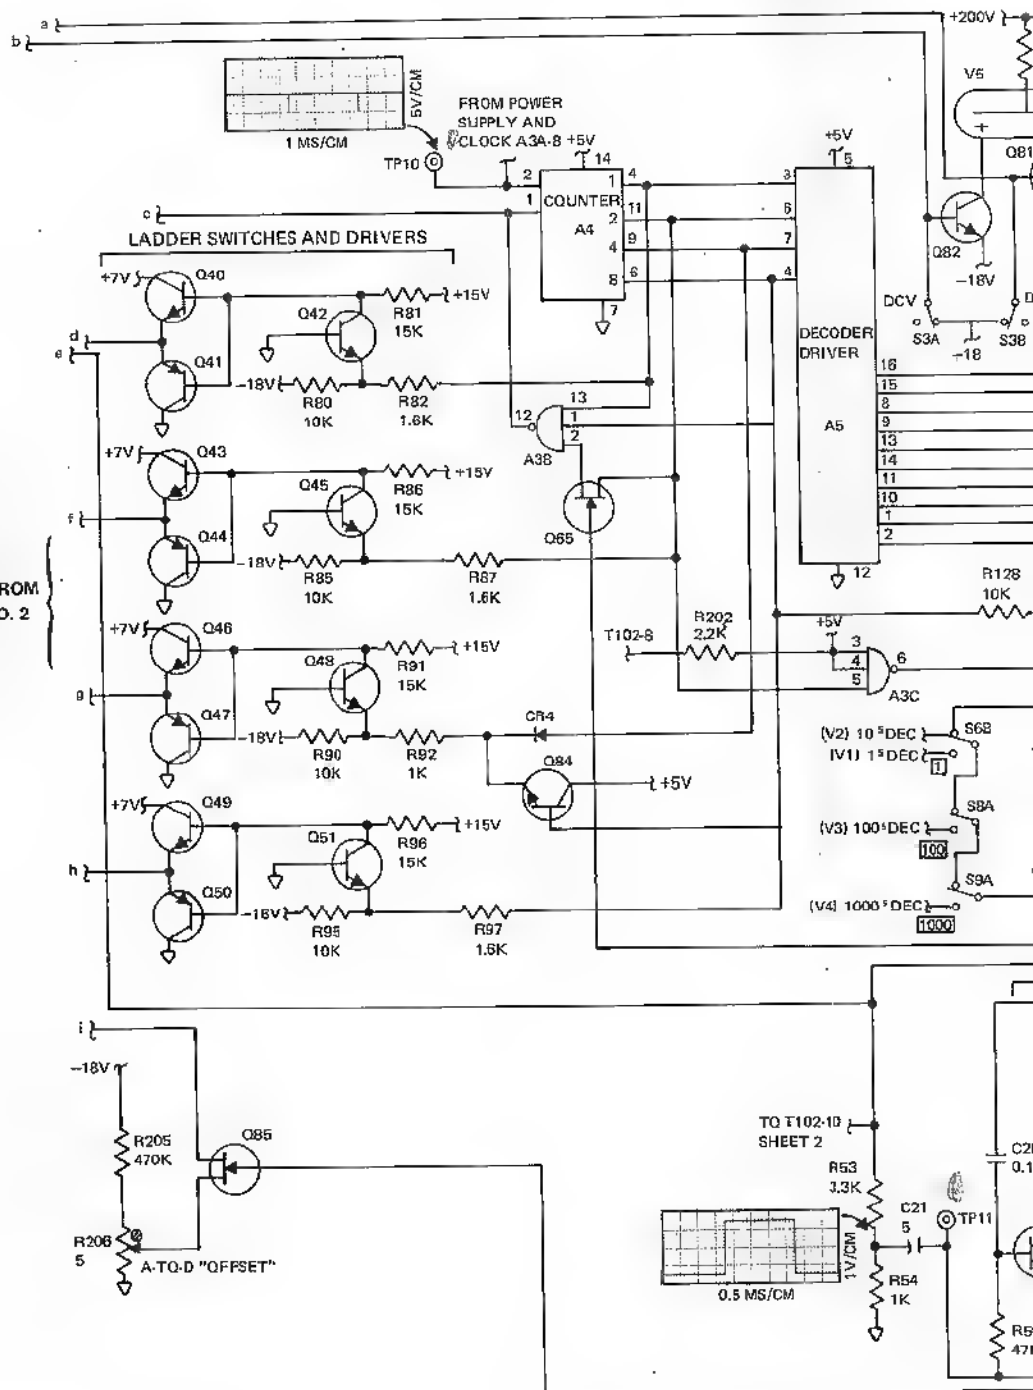 a
b
+200V
V6
5V/CM
1 MS/CM
FROM POWER
SUPPLY AND
CLOCK A3A-8 +5V
TP10
14
2
1
1
4
COUNTER
2
11
A4
4
9
8
6
7
+5V
5
3
6
7
4
Q81
Q82
-18V
DCV
D
S3A
S3B
-18
c
LADDER SWITCHES AND DRIVERS
+7V
Q40
+15V
R81
15K
Q42
d
e
Q41
-18V
R80
10K
R82
1.6K
DECODER
DRIVER
A5
16
15
8
9
13
14
11
10
1
2
12
13
1
2
12
A3B
+7V
Q43
+15V
R86
15K
Q45
Q65
f
Q44
-18V
R85
10K
R87
1.6K
ROM
O. 2
R128
10K
T102-8
R202
2.2K
+5V
3
4
5
6
A3C
+7V
Q46
+15V
R91
15K
Q48
g
Q47
-18V
R90
10K
R92
1K
CR4
Q84
+5V
(V2) 10 S DEC
S6B
(V1) 1 S DEC
1
S8A
(V3) 100 S DEC
100
S9A
(V4) 1000 S DEC
1000
+7V
Q49
+15V
R96
15K
Q51
h
Q50
-18V
R95
10K
R97
1.6K
i
-18V
R205
470K
Q85
R206
5
A-TO-D "OFFSET"
TO T102-10
SHEET 2
R53
3.3K
C21
5
TP11
1V/CM
0.5 MS/CM
R54
1K